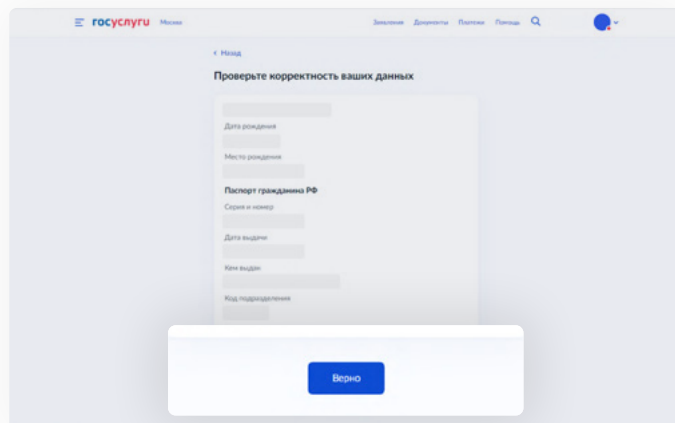 госуслуги Москва Заявления Документы Платежи Помощь
Назад
Проверьте корректность ваших данных
Дата рождения
Место рождения
Паспорт гражданина РФ
Серия и номер
Дата выдачи
Кем выдан
Код подразделения
Верно